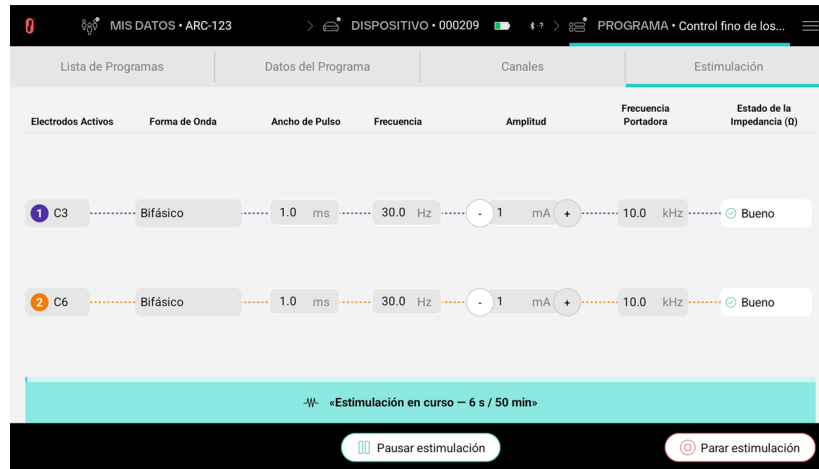 MIS DATOS • ARC-123 > DISPOSITIVO • 000209 > PROGRAMA • Control fino de los...
Lista de Programas Datos del Programa Canales Estimulación
Electrodos Activos Forma de Onda Ancho de Pulso Frecuencia Amplitud Frecuencia Portadora Estado de la Impedancia (Ω)
1 C3 Bifásico 1.0 ms 30.0 Hz - 1 mA + 10.0 kHz Bueno
2 C6 Bifásico 1.0 ms 30.0 Hz - 1 mA + 10.0 kHz Bueno
«Estimulación en curso — 6 s / 50 min»
Pausar estimulación Parar estimulación